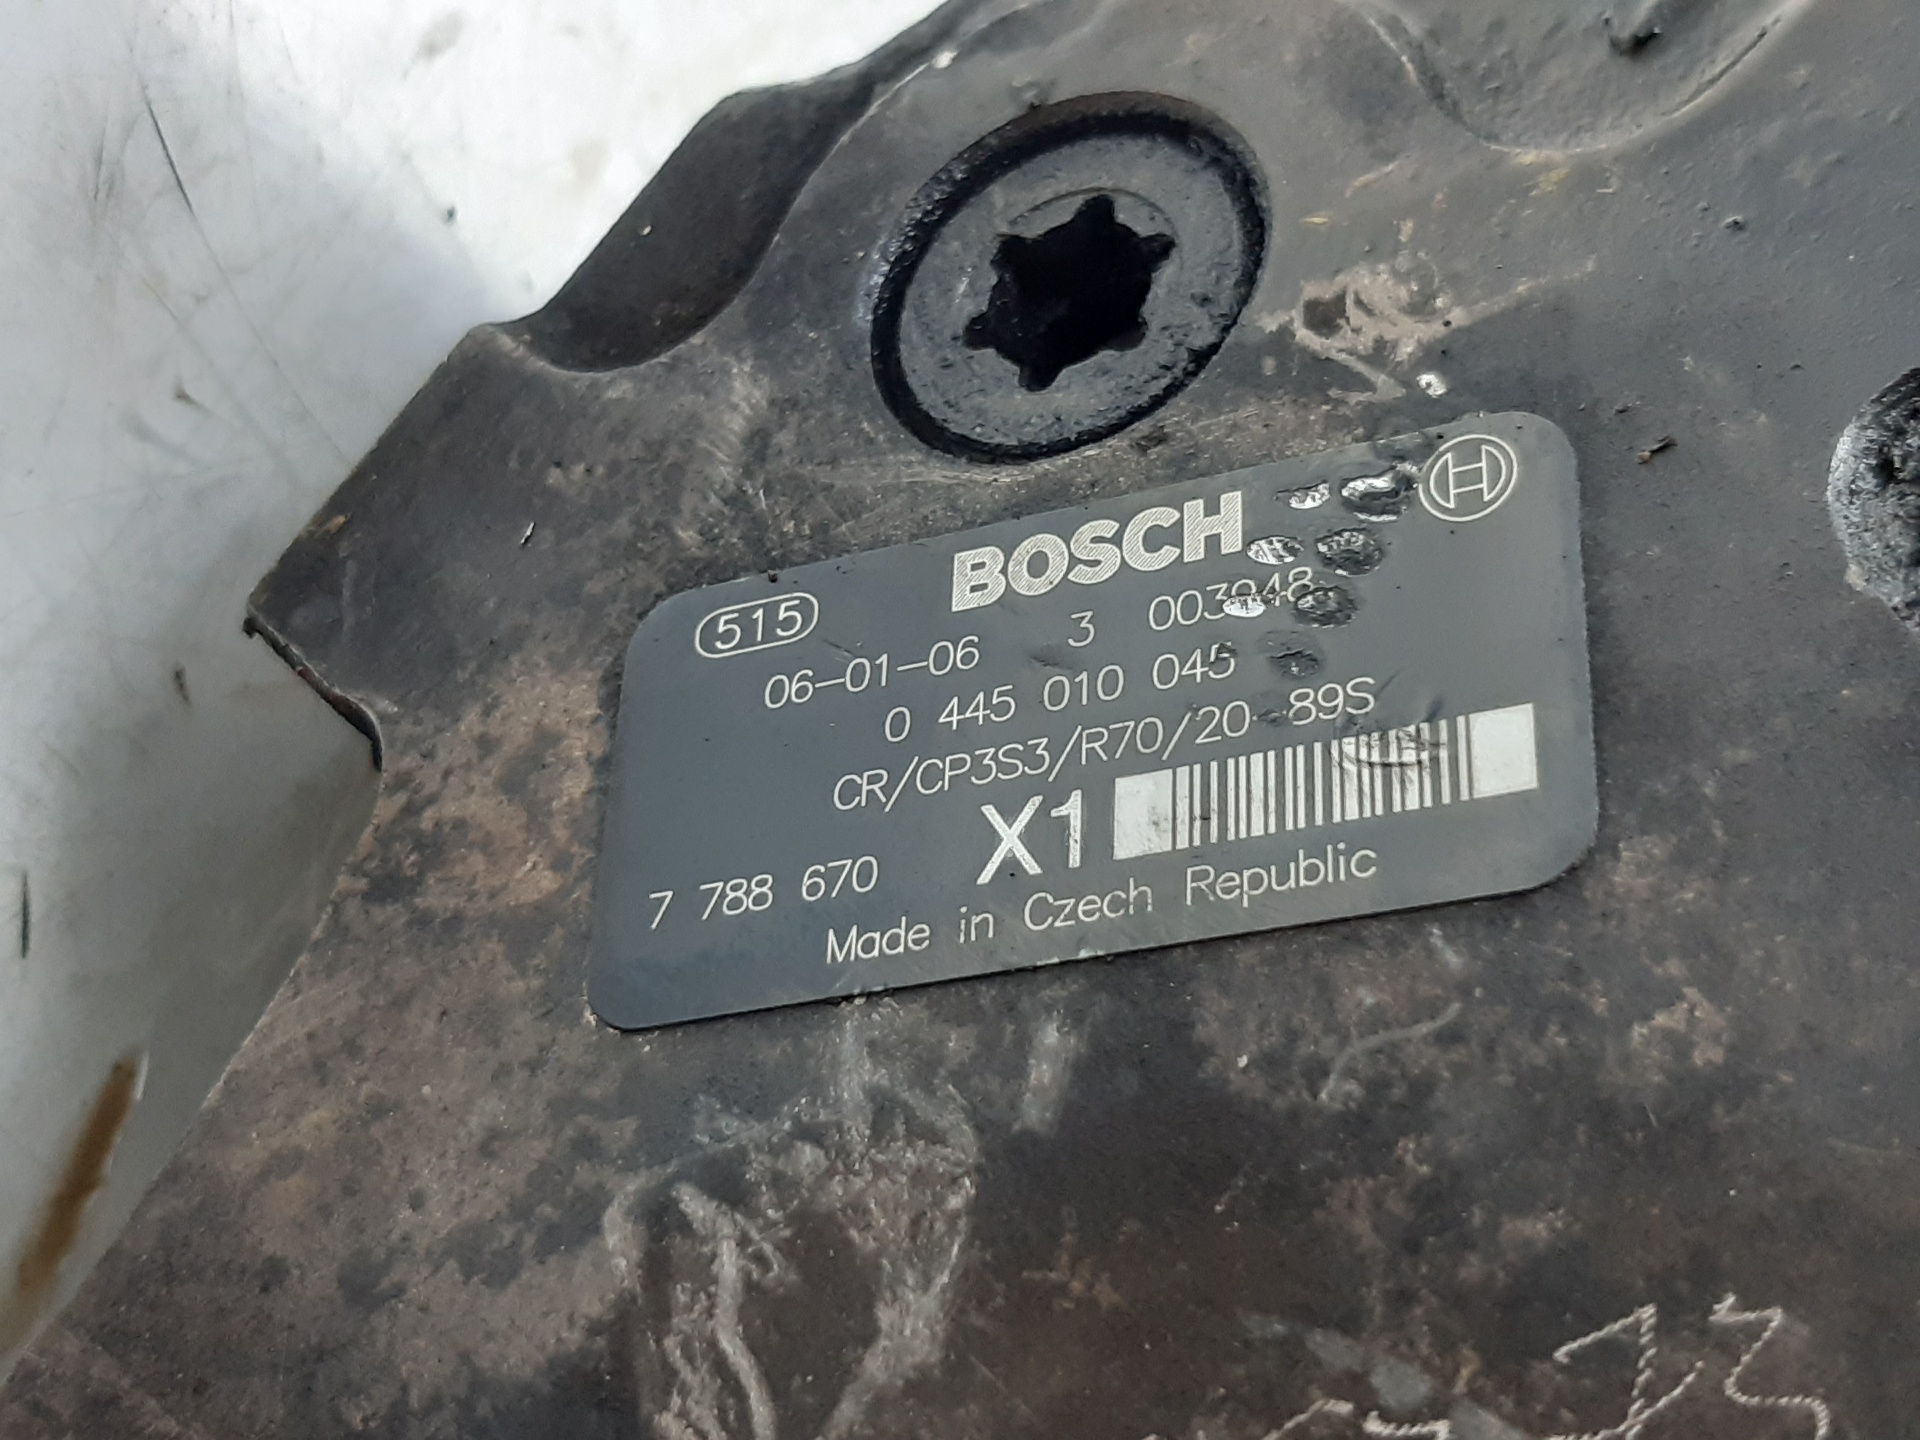 BOSCH
515
06-01-06 3
0 445 010 045
CR/CP3S3/R70/20 89S
X1
7 788 670
Made in Czech Republic